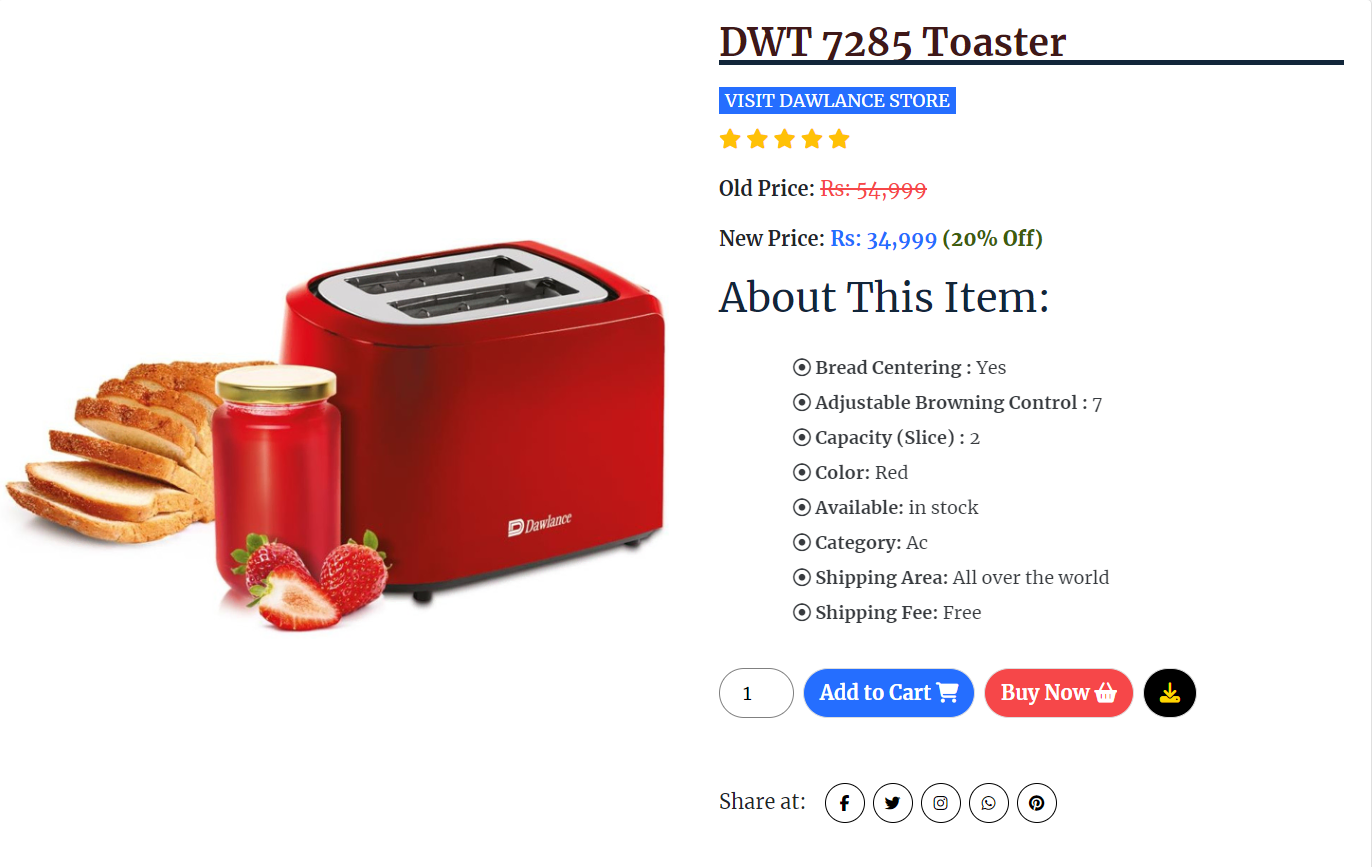 DWT 7285 Toaster
VISIT DAWLANCE STORE
Old Price: Rs: 54,999
New Price: Rs: 34,999 (20% Off)
About This Item:
Bread Centering : Yes
Adjustable Browning Control : 7
Capacity (Slice) : 2
Color: Red
Available: in stock
Category: Ac
Shipping Area: All over the world
Shipping Fee: Free
1 Add to Cart Buy Now
Share at:
Dawlance